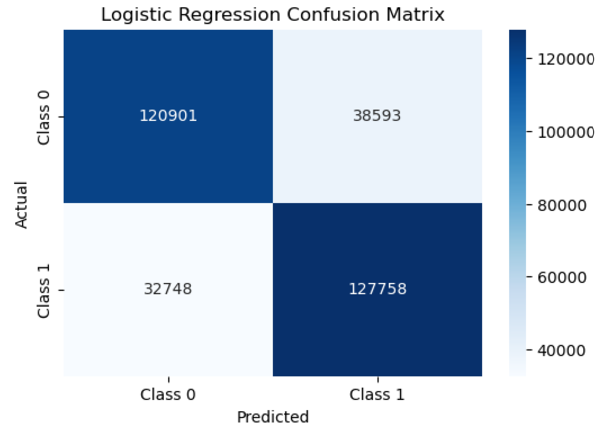 Logistic Regression Confusion Matrix
Class 0
120901
38593
Actual
Class 1
32748
127758
Class 0
Class 1
Predicted
120000
100000
80000
60000
40000